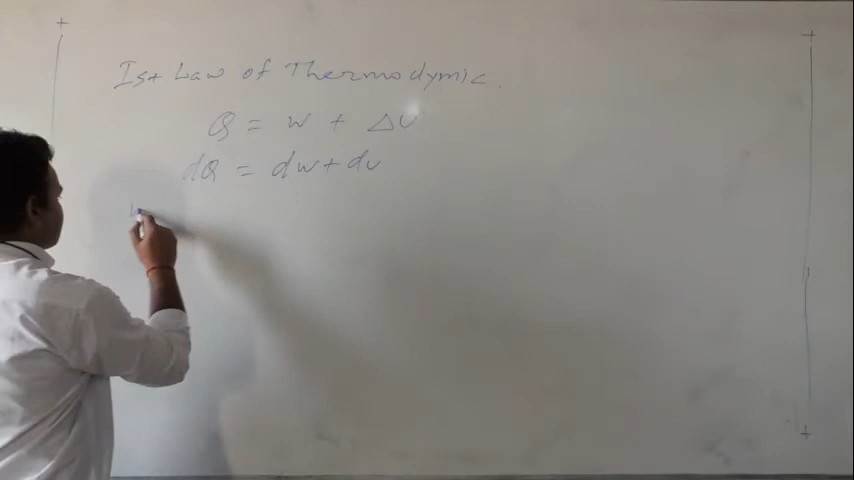 Ist Law of Thermodymic.
Q = W + ΔU
dQ = dw + du